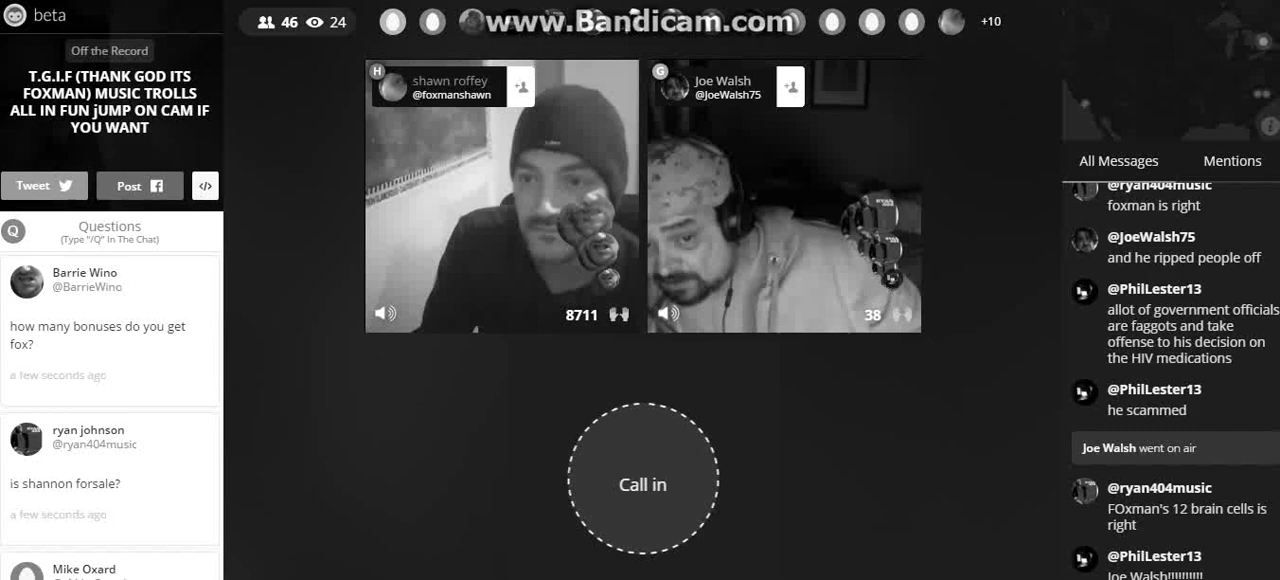 beta
46 24
www.Bandicam.com
+10
Off the Record
T.G.I.F (THANK GOD ITS
FOXMAN) MUSIC TROLLS
ALL IN FUN jUMP ON CAM IF
YOU WANT
Tweet
Post
</>
Q
Questions
(Type "/Q" In The Chat)
Barrie Wino
@BarrieWino
how many bonuses do you get
fox?
a few seconds ago
ryan johnson
@ryan404music
is shannon forsale?
a few seconds ago
Mike Oxard
H
shawn roffey
@foxmanshawn
8711
G
Joe Walsh
@JoeWalsh75
38
Call in
All Messages Mentions
@ryan404music
foxman is right
@JoeWalsh75
and he ripped people off
@PhilLester13
allot of government officials
are faggots and take
offense to his decision on
the HIV medications
@PhilLester13
he scammed
Joe Walsh went on air
@ryan404music
FOxman's 12 brain cells is
right
@PhilLester13
Joe Walsh!!!!!!!!!!